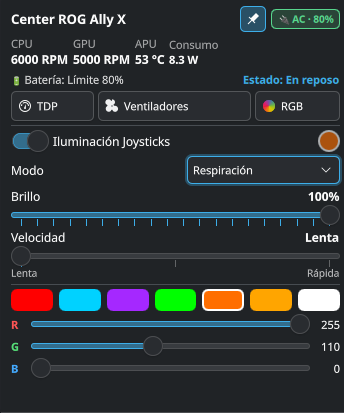 Center ROG Ally X
AC · 80%
CPU GPU APU Consumo
6000 RPM 5000 RPM 53 °C 8.3 W
Batería: Límite 80% Estado: En reposo
TDP Ventiladores RGB
Iluminación Joysticks
Modo Respiración
Brillo 100%
Velocidad Lenta
Lenta Rápida
R 255
G 110
B 0